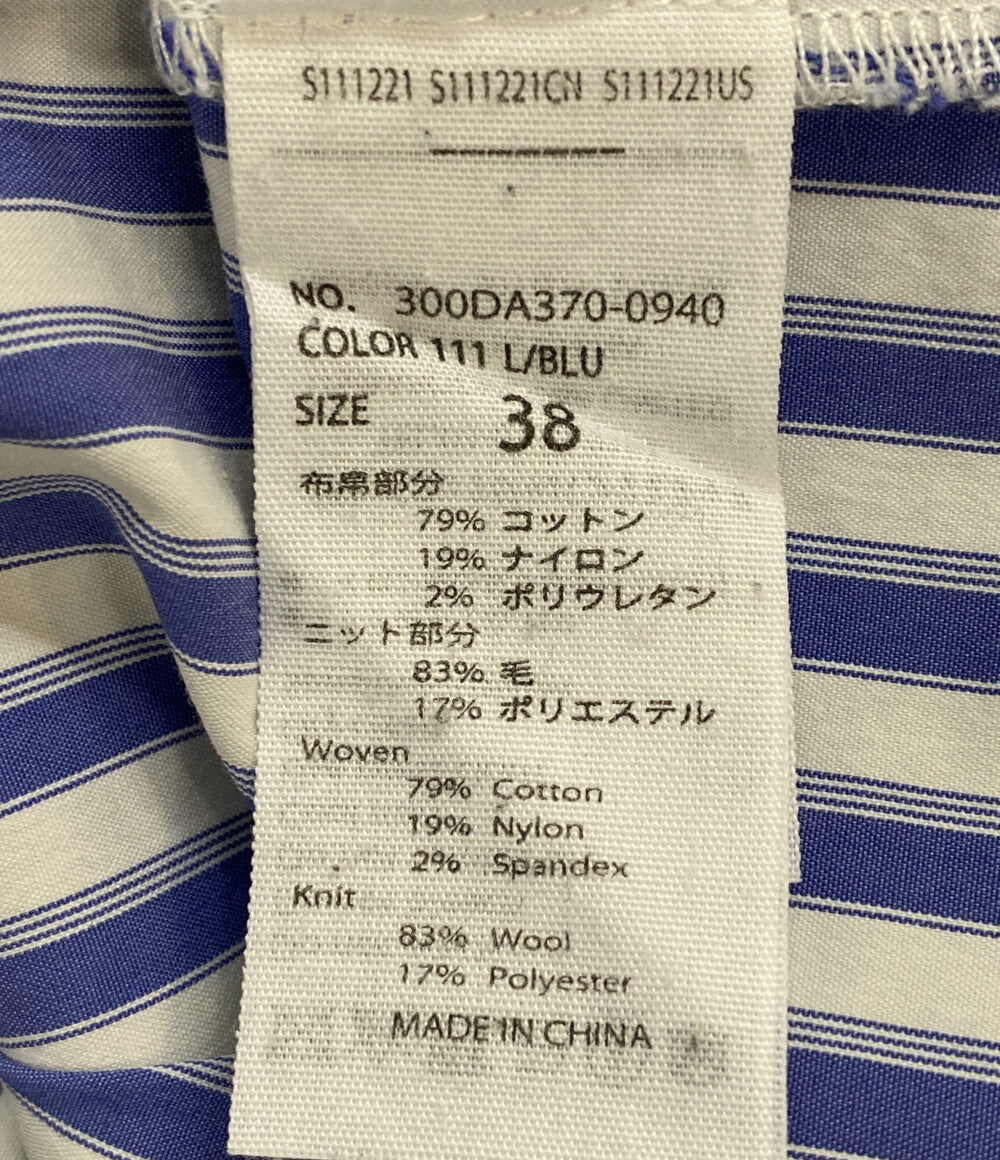 S111221 S111221CN S111221US
NO. 300DA370-0940
COLOR 111 L/BLU
SIZE 38
布帛部分
79% コットン
19% ナイロン
2% ポリウレタン
ニット部分
83% 毛
17% ポリエステル
Woven
79% Cotton
19% Nylon
2% Spandex
Knit
83% Wool
17% Polyester
MADE IN CHINA